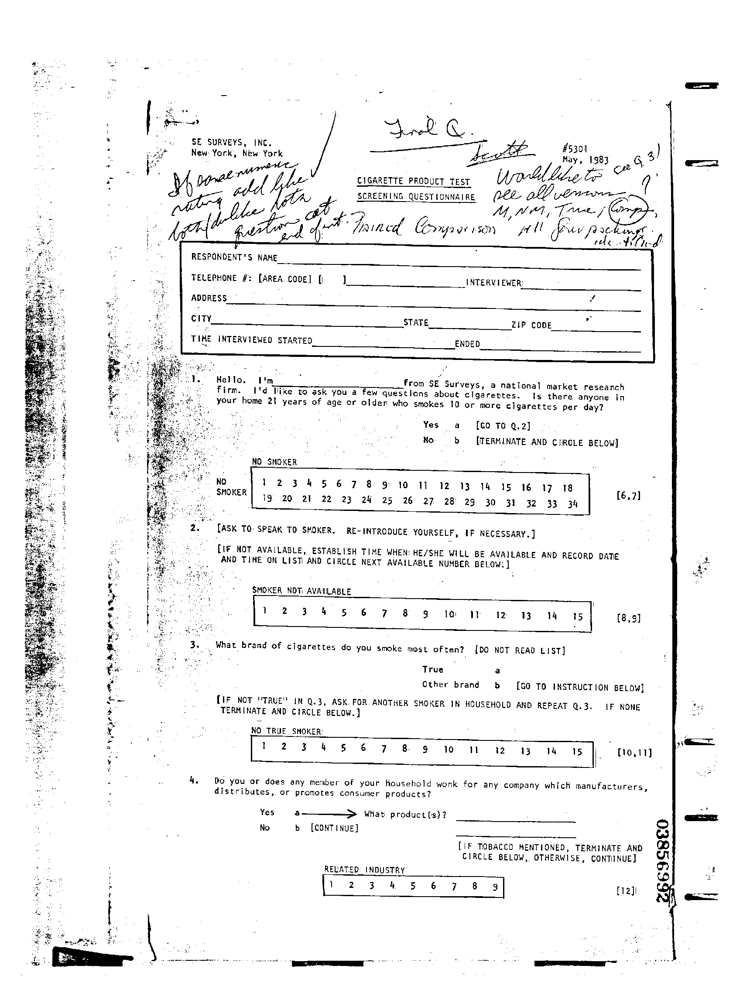 Final Q.
SE SURVEYS, INC.
New York, New York
Scott
#5301
May, 1983
CIGARETTE PRODUCT TEST
SCREENING QUESTIONNAIRE
Would like to
see all versions
M, NM, True, Comp.
rating add like
both/dislike both
question at
end of int. Paired Comparison All four packings
RESPONDENT'S NAME
TELEPHONE #: [AREA CODE] [ ] INTERVIEWER:
ADDRESS
CITY STATE ZIP CODE
TIME INTERVIEWED STARTED ENDED
1. Hello. I'm from SE Surveys, a national market research
firm. I'd like to ask you a few questions about cigarettes. Is there anyone in
your home 21 years of age or older who smokes 10 or more cigarettes per day?
Yes a [GO TO Q.2]
No b [TERMINATE AND CIRCLE BELOW]
NO SMOKER
NO SMOKER
1 2 3 4 5 6 7 8 9 10 11 12 13 14 15 16 17 18
19 20 21 22 23 24 25 26 27 28 29 30 31 32 33 34
[6,7]
2. [ASK TO SPEAK TO SMOKER. RE-INTRODUCE YOURSELF, IF NECESSARY.]
[IF NOT AVAILABLE, ESTABLISH TIME WHEN HE/SHE WILL BE AVAILABLE AND RECORD DATE
AND TIME ON LIST AND CIRCLE NEXT AVAILABLE NUMBER BELOW.]
SMOKER NOT AVAILABLE
1 2 3 4 5 6 7 8 9 10 11 12 13 14 15 [8,9]
3. What brand of cigarettes do you smoke most often? [DO NOT READ LIST]
True a
Other brand b [GO TO INSTRUCTION BELOW]
[IF NOT "TRUE" IN Q.3, ASK FOR ANOTHER SMOKER IN HOUSEHOLD AND REPEAT Q.3. IF NONE
TERMINATE AND CIRCLE BELOW.]
NO TRUE SMOKER
1 2 3 4 5 6 7 8 9 10 11 12 13 14 15 [10,11]
4. Do you or does any member of your household work for any company which manufacturers,
distributes, or promotes consumer products?
Yes a → What product(s)?
No b [CONTINUE]
[IF TOBACCO MENTIONED, TERMINATE AND
CIRCLE BELOW, OTHERWISE, CONTINUE]
RELATED INDUSTRY
1 2 3 4 5 6 7 8 9 [12]
03856992